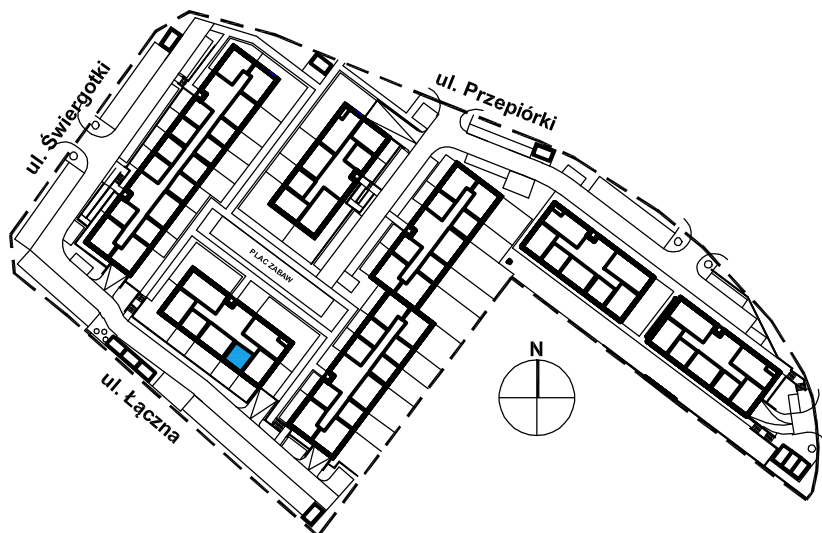 ul. Przepiórki
ul. Świergotki
PLAC ZABAW
N
ul. Łączna